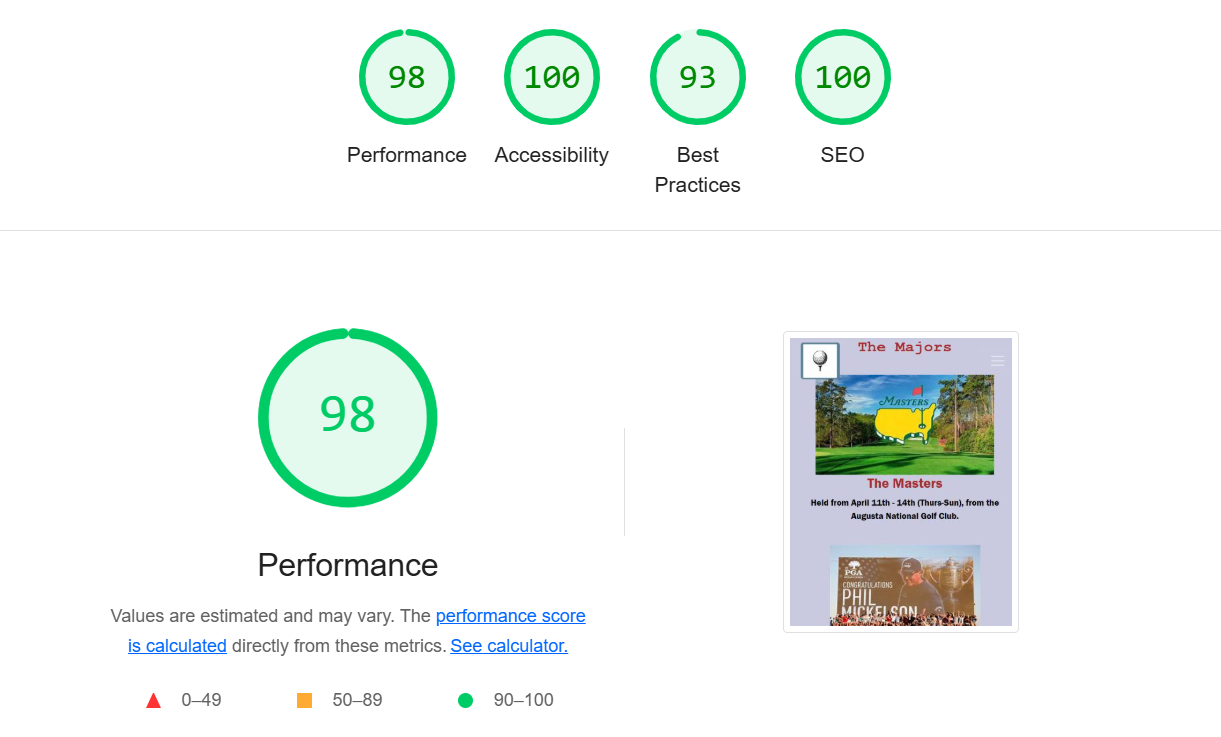 98
100
93
100
Performance
Accessibility
Best
Practices
SEO
98
Performance
Values are estimated and may vary. The performance score
is calculated directly from these metrics. See calculator.
0–49
50–89
90–100
The Majors
MASTERS
The Masters
Held from April 11th - 14th (Thurs-Sun), from the
Augusta National Golf Club.
PGA
CONGRATULATIONS
PHIL
MICKELSON